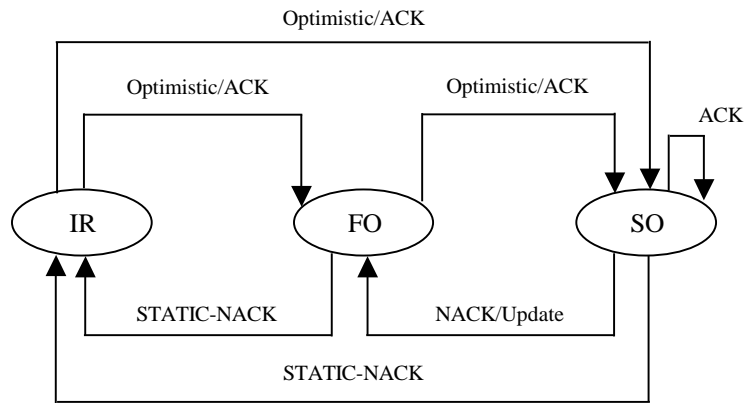 Optimistic/ACK
Optimistic/ACK
Optimistic/ACK
ACK
IR
FO
SO
STATIC-NACK
NACK/Update
STATIC-NACK